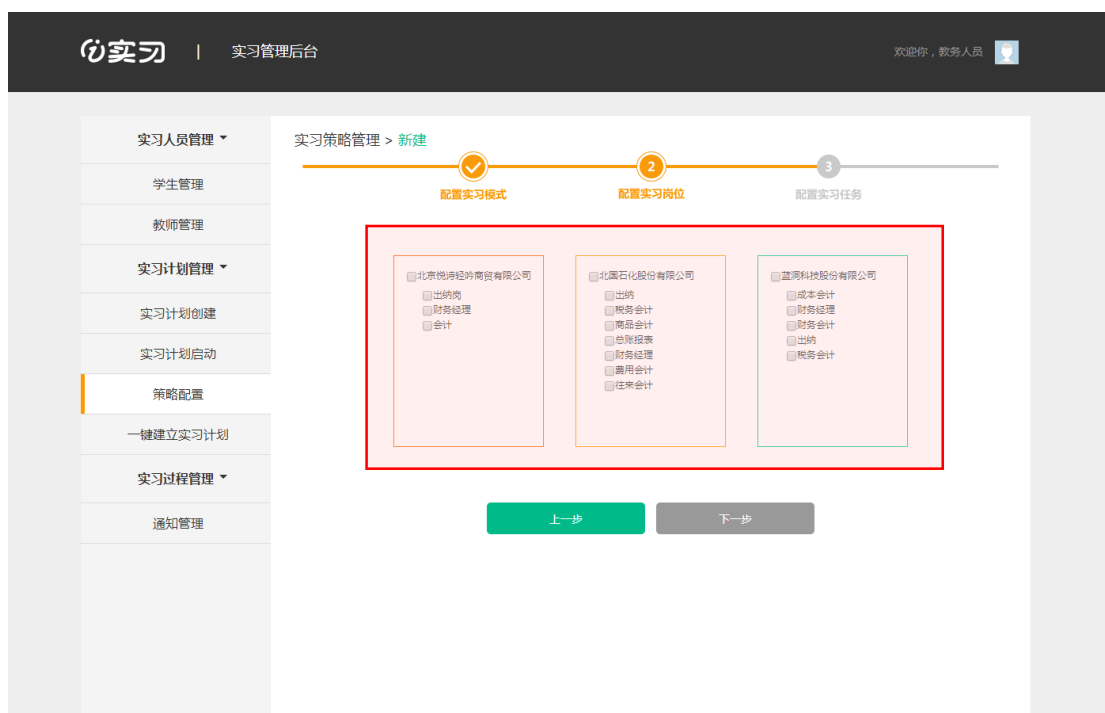 i实习 | 实习管理后台
欢迎你，教务人员
实习人员管理
学生管理
教师管理
实习计划管理
实习计划创建
实习计划启动
策略配置
一键建立实习计划
实习过程管理
通知管理
实习策略管理 > 新建
2
3
配置实习模式
配置实习岗位
配置实习任务
北京悦诗轻吟商贸有限公司
出纳岗
财务经理
会计
北国石化股份有限公司
出纳
税务会计
商品会计
总账报表
财务经理
费用会计
往来会计
蓝洞科技股份有限公司
成本会计
财务经理
财务会计
出纳
税务会计
上一步
下一步